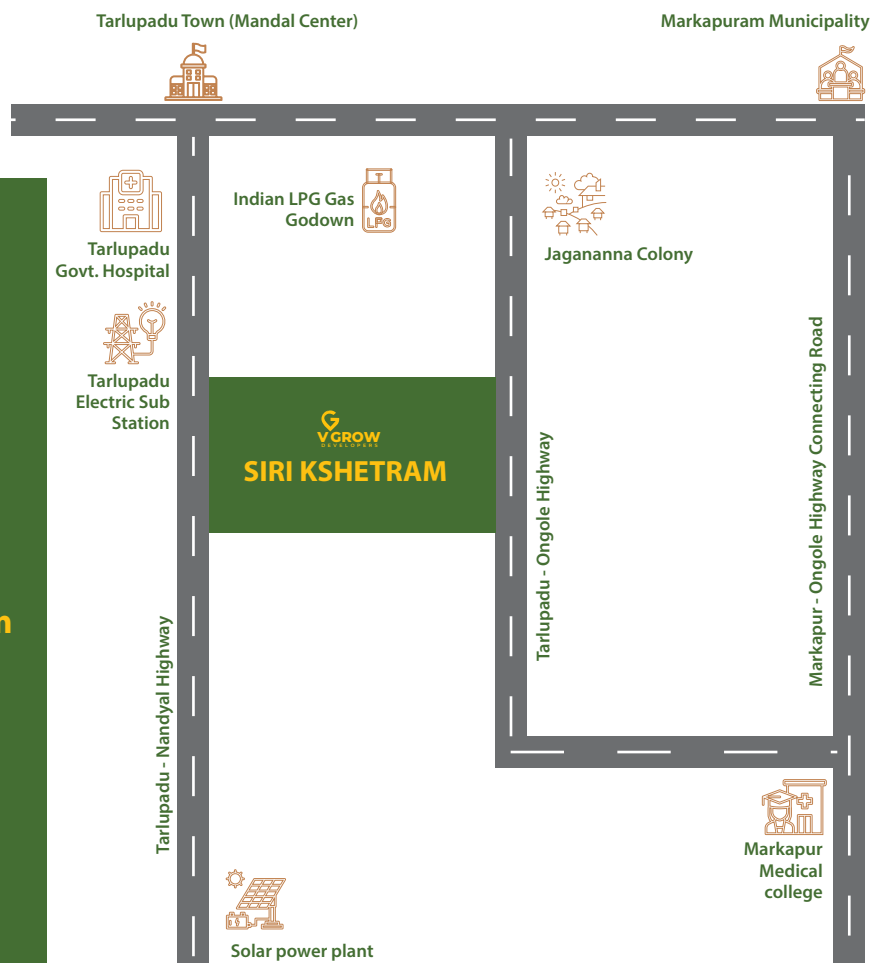 Tarlupadu Town (Mandal Center)
Markapuram Municipality
Tarlupadu
Govt. Hospital
Indian LPG Gas
Godown
LPG
Jagananna Colony
Tarlupadu
Electric Sub
Station
V GROW
DEVELOPERS
SIRI KSHETRAM
Tarlupadu - Nandyal Highway
Tarlupadu - Ongole Highway
Markapur - Ongole Highway Connecting Road
Markapur
Medical
college
Solar power plant